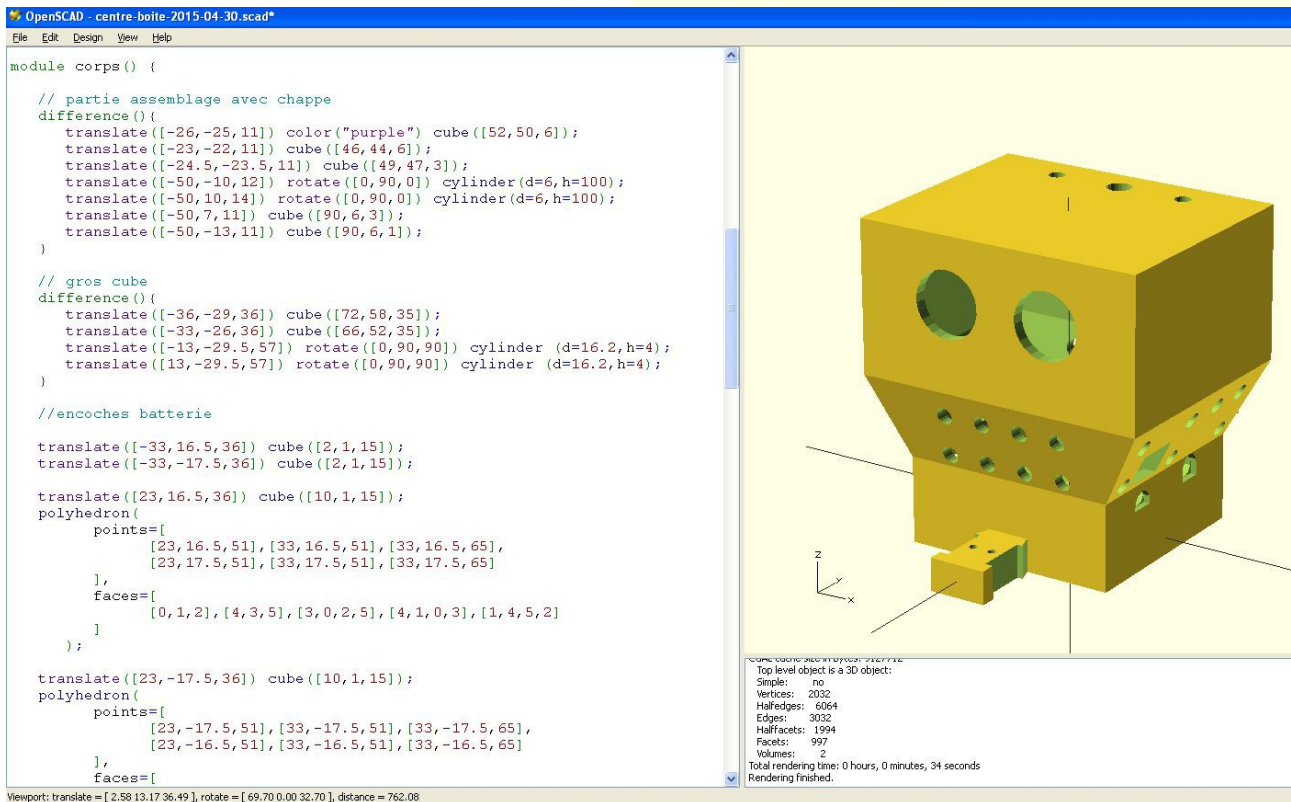 OpenSCAD - centre-boite-2015-04-30.scad*
File Edit Design View Help
module corps() {
// partie assemblage avec chappe
difference(){
translate([-26,-25,11]) color("purple") cube([52,50,6]);
translate([-23,-22,11]) cube([46,44,6]);
translate([-24.5,-23.5,11]) cube([49,47,3]);
translate([-50,-10,12]) rotate([0,90,0]) cylinder(d=6,h=100);
translate([-50,10,14]) rotate([0,90,0]) cylinder(d=6,h=100);
translate([-50,7,11]) cube([90,6,3]);
translate([-50,-13,11]) cube([90,6,1]);
}
// gros cube
difference(){
translate([-36,-29,36]) cube([72,58,35]);
translate([-33,-26,36]) cube([66,52,35]);
translate([-13,-29.5,57]) rotate([0,90,90]) cylinder (d=16.2,h=4);
translate([13,-29.5,57]) rotate([0,90,90]) cylinder (d=16.2,h=4);
}
//encoches batterie
translate([-33,16.5,36]) cube([2,1,15]);
translate([-33,-17.5,36]) cube([2,1,15]);
translate([23,16.5,36]) cube([10,1,15]);
polyhedron(
points=[
[23,16.5,51],[33,16.5,51],[33,16.5,65],
[23,17.5,51],[33,17.5,51],[33,17.5,65]
],
faces=[
[0,1,2],[4,3,5],[3,0,2,5],[4,1,0,3],[1,4,5,2]
]
);
translate([23,-17.5,36]) cube([10,1,15]);
polyhedron(
points=[
[23,-17.5,51],[33,-17.5,51],[33,-17.5,65],
[23,-16.5,51],[33,-16.5,51],[33,-16.5,65]
],
faces=[
z
y
x
CGAL cache size in bytes: 9127712
Top level object is a 3D object:
Simple: no
Vertices: 2032
Halfedges: 6064
Edges: 3032
Halffacets: 1994
Facets: 997
Volumes: 2
Total rendering time: 0 hours, 0 minutes, 34 seconds
Rendering finished.
Viewport: translate = [ 2.58 13.17 36.49 ], rotate = [ 69.70 0.00 32.70 ], distance = 762.08